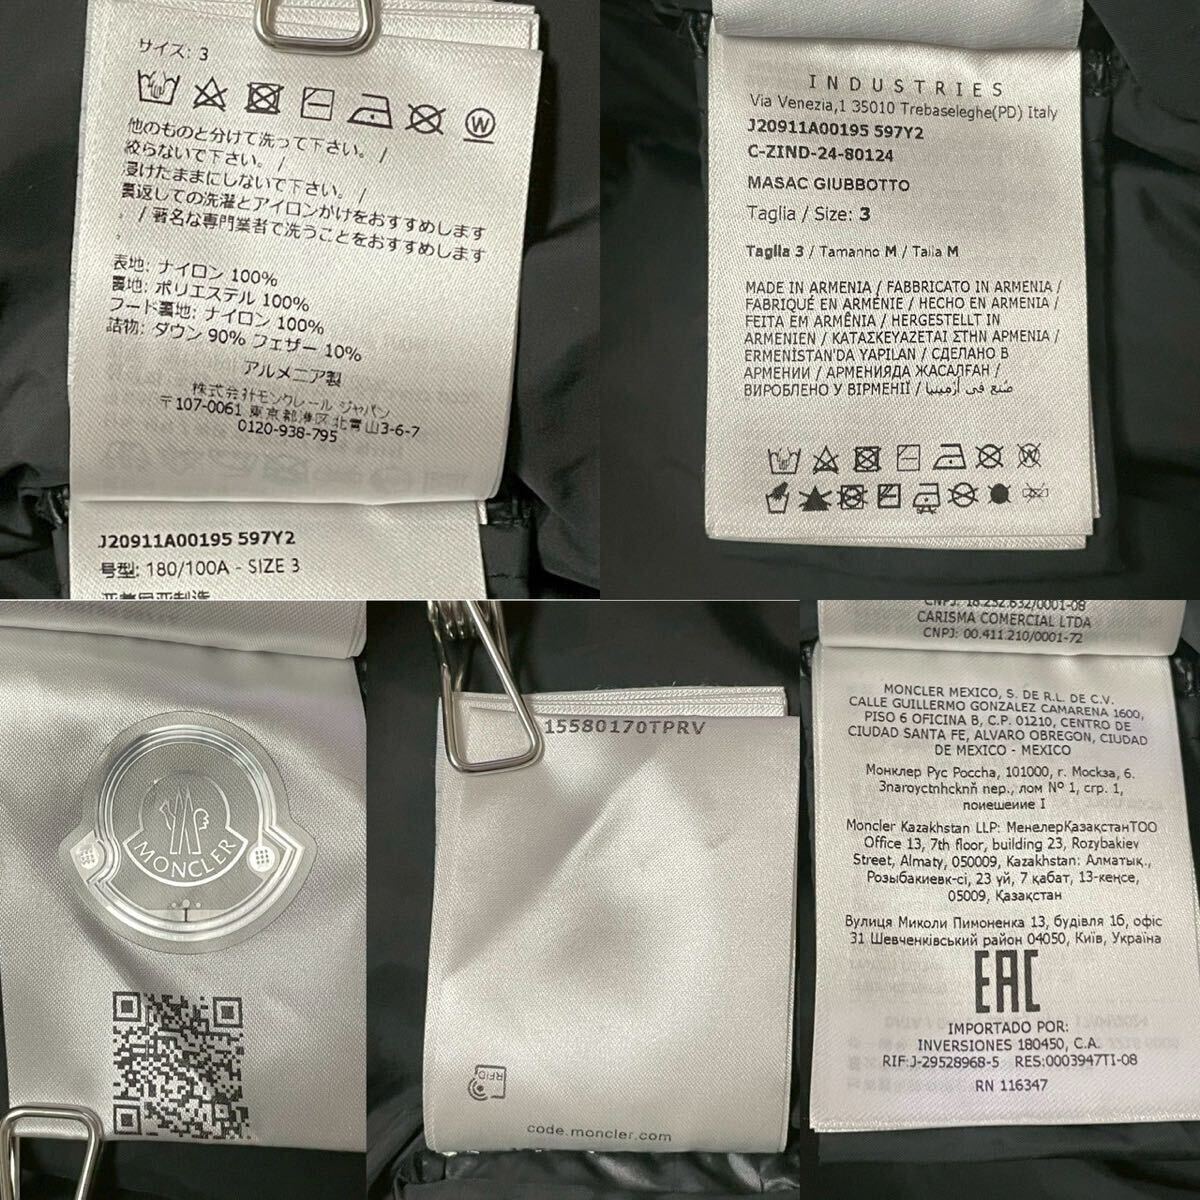 サイズ: 3
W
他のものと分けて洗って下さい。 /
絞らないで下さい。 /
浸けたままにしないで下さい。 /
裏返しての洗濯とアイロンがけをおすすめします
。 / 著名な専門業者で洗うことをおすすめします
。
表地: ナイロン 100%
裏地: ポリエステル 100%
フード裏地: ナイロン 100%
詰物: ダウン 90% フェザー 10%
アルメニア製
株式会社モンクレール ジャパン
〒107-0061 東京都港区北青山3-6-7
0120-938-795
J20911A00195 597Y2
号型: 180/100A - SIZE 3
INDUSTRIES
Via Venezia,1 35010 Trebaseleghe(PD) Italy
J20911A00195 597Y2
C-ZIND-24-80124
MASAC GIUBBOTTO
Taglia / Size: 3
Taglia 3 / Tamanho M / Talla M
MADE IN ARMENIA / FABBRICATO IN ARMENIA /
FABRIQUÉ EN ARMÉNIE / HECHO EN ARMENIA /
FEITA EM ARMÊNIA / HERGESTELLT IN
ARMENIEN / ΚΑΤΑΣΚΕΥΑΖΕΤΑΙ ΣΤΗΝ ΑΡΜΕΝΙΑ /
ERMENİSTAN'DA YAPILAN / СДЕЛАНО В
АРМЕНИИ / АРМЕНИЯДА ЖАСАЛҒАН /
ВИРОБЛЕНО У ВІРМЕНІЇ / صنع في أرمينيا
MONCLER
15580170TPRV
RFID
code.moncler.com
CNPJ: 18.252.632/0001-08
CARISMA COMERCIAL LTDA
CNPJ: 00.411.210/0001-72
MONCLER MEXICO, S. DE R.L. DE C.V.
CALLE GUILLERMO GONZALEZ CAMARENA 1600,
PISO 6 OFICINA B, C.P. 01210, CENTRO DE
CIUDAD SANTA FE, ALVARO OBREGON, CIUDAD
DE MEXICO - MEXICO
Монклер Рус 101000, г. 6.
пер., № 1, стр. 1,
I
Moncler Kazakhstan LLP: МенелерҚазақстанТОО
Office 13, 7th floor, building 23, Rozybakiev
Street, Almaty, 050009, Kazakhstan: Алматық.,
Розыбакиевк-сі, 23 үй, 7 қабат, 13-кеңсе,
05009, Қазақстан
Вулиця Миколи Пимоненка 13, будівля 1б, офіс
31 Шевченківський район 04050, Київ, Україна
EAC
IMPORTADO POR:
INVERSIONES 180450, C.A.
RIF:J-29528968-5 RES:0003947TI-08
RN 116347